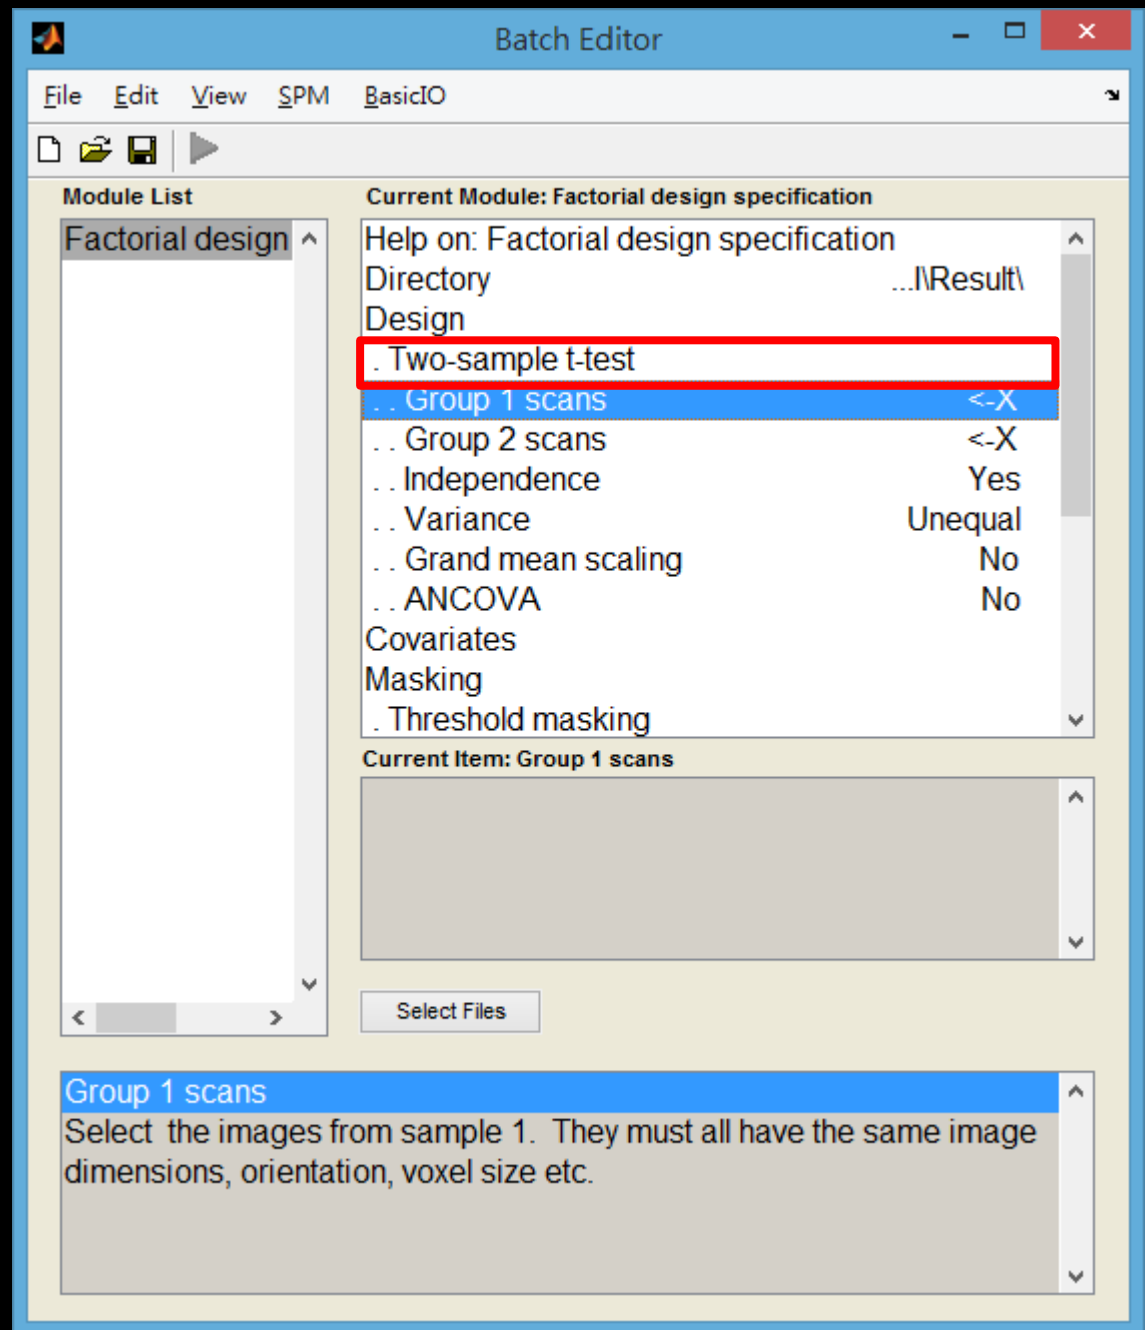 Batch Editor
File Edit View SPM BasicIO
Module List
Current Module: Factorial design specification
Factorial design
Help on: Factorial design specification
Directory ...I\Result\
Design
. Two-sample t-test
. . Group 1 scans <-X
. . Group 2 scans <-X
. . Independence Yes
. . Variance Unequal
. . Grand mean scaling No
. . ANCOVA No
Covariates
Masking
. Threshold masking
Current Item: Group 1 scans
Select Files
Group 1 scans
Select the images from sample 1. They must all have the same image
dimensions, orientation, voxel size etc.